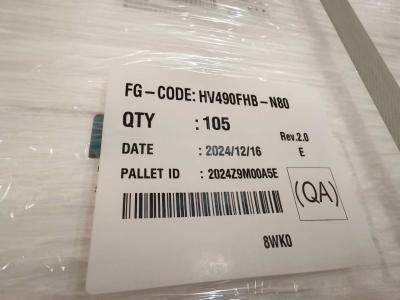 FG-CODE: HV490FHB-N80
QTY : 105
Rev.2.0
DATE : 2024/12/16 E
PALLET ID : 2024Z9M00A5E
(QA)
8WK0